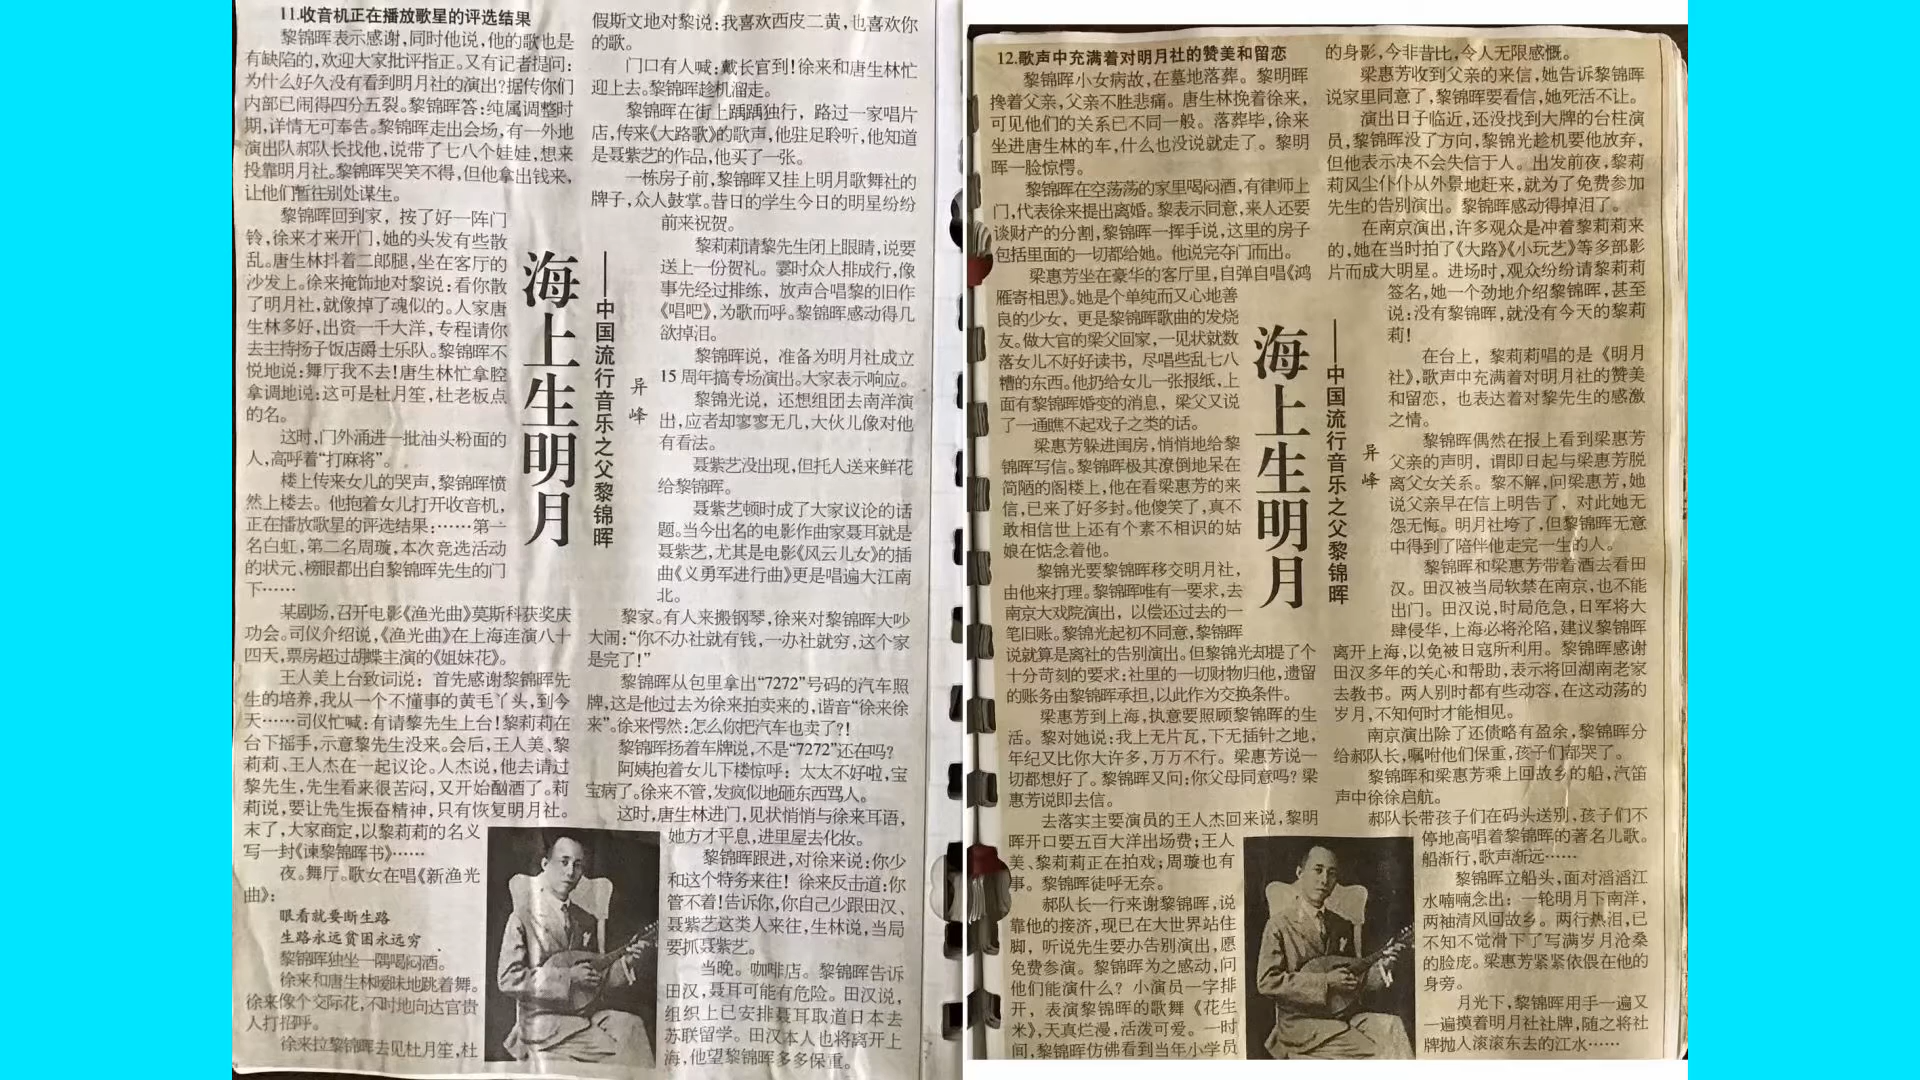 11.收音机正在播放歌星的评选结果
黎锦晖表示感谢,同时他说,他的歌也是
有缺陷的,欢迎大家批评指正。又有记者提问:
为什么好久没有看到明月社的演出?据传你们
内部已闹得四分五裂。黎锦晖答:纯属调整时
期,详情无可奉告。黎锦晖走出会场,有一外地
演出队郝队长找他,说带了七八个娃娃,想来
投靠明月社。黎锦晖哭笑不得,但他拿出钱来,
让他们暂往别处谋生。
黎锦晖回到家，按了好一阵门
铃,徐来才来开门,她的头发有些散
乱。唐生林抖着二郎腿,坐在客厅的
沙发上。徐来掩饰地对黎说:看你散
了明月社,就像掉了魂似的。人家唐
生林多好,出资一千大洋,专程请你
去主持扬子饭店爵士乐队。黎锦晖不
悦地说:舞厅我不去!唐生林忙拿腔
拿调地说:这可是杜月笙,杜老板点
的名。
这时,门外涌进一批油头粉面的
人,高呼着“打麻将”。
楼上传来女儿的哭声,黎锦晖愤
然上楼去。他抱着女儿打开收音机,
正在播放歌星的评选结果:……第一
名白虹,第二名周璇,本次竞选活动
的状元、榜眼都出自黎锦晖先生的门
下……
某剧场,召开电影《渔光曲》莫斯科获奖庆
功会。司仪介绍说,《渔光曲》在上海连演八十
四天,票房超过胡蝶主演的《姐妹花》。
王人美上台致词说：首先感谢黎锦晖先
生的培养,我从一个不懂事的黄毛丫头,到今
天……司仪忙喊:有请黎先生上台!黎莉莉在
台下摇手,示意黎先生没来。会后,王人美、黎
莉莉、王人杰在一起议论。人杰说,他去请过
黎先生,先生看来很苦闷,又开始酗酒了。莉
莉说,要让先生振奋精神,只有恢复明月社。
末了,大家商定,以黎莉莉的名义
写一封《谏黎锦晖书》……
夜。舞厅。歌女在唱《新渔光
曲》:
眼看就要断生路
生路永远贫困永远穷
黎锦晖独坐一隅喝闷酒。
徐来和唐生林暧昧地跳着舞。
徐来像个交际花,不时地向达官贵
人打招呼。
徐来拉黎锦晖去见杜月笙,杜
海上生明月
——中国流行音乐之父黎锦晖
异峰
假斯文地对黎说:我喜欢西皮二黄,也喜欢你
的歌。
门口有人喊:戴长官到!徐来和唐生林忙
迎上去。黎锦晖趁机溜走。
黎锦晖在街上踽踽独行，路过一家唱片
店,传来《大路歌》的歌声,他驻足聆听,他知道
是聂紫艺的作品,他买了一张。
一栋房子前,黎锦晖又挂上明月歌舞社的
牌子,众人鼓掌。昔日的学生今日的明星纷纷
前来祝贺。
黎莉莉请黎先生闭上眼睛,说要
送上一份贺礼。霎时众人排成行,像
事先经过排练，放声合唱黎的旧作
《唱吧》,为歌而呼。黎锦晖感动得几
欲掉泪。
黎锦晖说，准备为明月社成立
15周年搞专场演出。大家表示响应。
黎锦光说，还想组团去南洋演
出,应者却寥寥无几,大伙儿像对他
有看法。
聂紫艺没出现,但托人送来鲜花
给黎锦晖。
聂紫艺顿时成了大家议论的话
题。当今出名的电影作曲家聂耳就是
聂紫艺,尤其是电影《风云儿女》的插
曲《义勇军进行曲》更是唱遍大江南
北。
黎家。有人来搬钢琴,徐来对黎锦晖大吵
大闹:“你不办社就有钱,一办社就穷,这个家
是完了!”
黎锦晖从包里拿出“7272”号码的汽车照
牌,这是他过去为徐来拍卖来的,谐音“徐来徐
来”。徐来愕然:怎么你把汽车也卖了?!
黎锦晖扬着车牌说,不是“7272”还在吗?
阿姨抱着女儿下楼惊呼：太太不好啦,宝
宝病了。徐来不管,发疯似地砸东西骂人。
这时,唐生林进门,见状悄悄与徐来耳语,
她方才平息,进里屋去化妆。
黎锦晖跟进,对徐来说:你少
和这个特务来往！徐来反击道:你
管不着!告诉你,你自己少跟田汉、
聂紫艺这类人来往,生林说,当局
要抓聂紫艺。
当晚。咖啡店。黎锦晖告诉
田汉,聂耳可能有危险。田汉说,
组织上已安排聂耳取道日本去
苏联留学。田汉本人也将离开上
海,他望黎锦晖多多保重。
12.歌声中充满着对明月社的赞美和留恋
黎锦晖小女病故,在墓地落葬。黎明晖
搀着父亲,父亲不胜悲痛。唐生林挽着徐来,
可见他们的关系已不同一般。落葬毕,徐来
坐进唐生林的车,什么也没说就走了。黎明
晖一脸惊愕。
黎锦晖在空荡荡的家里喝闷酒,有律师上
门,代表徐来提出离婚。黎表示同意,来人还要
谈财产的分割,黎锦晖一挥手说,这里的房子
包括里面的一切都给她。他说完夺门而出。
梁惠芳坐在豪华的客厅里,自弹自唱《鸿
雁寄相思》。她是个单纯而又心地善
良的少女，更是黎锦晖歌曲的发烧
友。做大官的梁父回家,一见状就数
落女儿不好好读书，尽唱些乱七八
糟的东西。他扔给女儿一张报纸,上
面有黎锦晖婚变的消息，梁父又说
了一通瞧不起戏子之类的话。
梁惠芳躲进闺房,悄悄地给黎
锦晖写信。黎锦晖极其潦倒地呆在
简陋的阁楼上,他在看梁惠芳的来
信,已来了好多封。他傻笑了,真不
敢相信世上还有个素不相识的姑
娘在惦念着他。
黎锦光要黎锦晖移交明月社,
由他来打理。黎锦晖唯有一要求,去
南京大戏院演出，以偿还过去的一
笔旧账。黎锦光起初不同意,黎锦晖
说就算是离社的告别演出。但黎锦光却提了个
十分苛刻的要求:社里的一切财物归他,遗留
的账务由黎锦晖承担,以此作为交换条件。
梁惠芳到上海,执意要照顾黎锦晖的生
活。黎对她说:我上无片瓦,下无插针之地,
年纪又比你大许多,万万不行。梁惠芳说一
切都想好了。黎锦晖又问:你父母同意吗?梁
惠芳说即去信。
去落实主要演员的王人杰回来说,黎明
晖开口要五百大洋出场费;王人
美、黎莉莉正在拍戏;周璇也有
事。黎锦晖徒呼无奈。
郝队长一行来谢黎锦晖,说
靠他的接济,现已在大世界站住
脚，听说先生要办告别演出,愿
免费参演。黎锦晖为之感动,问
他们能演什么?小演员一字排
开，表演黎锦晖的歌舞《花生
米》,天真烂漫,活泼可爱。一时
间,黎锦晖仿佛看到当年小学员
海上生明月
——中国流行音乐之父黎锦晖
异峰
的身影,今非昔比,令人无限感慨。
梁惠芳收到父亲的来信,她告诉黎锦晖
说家里同意了,黎锦晖要看信,她死活不让。
演出日子临近,还没找到大牌的台柱演
员,黎锦晖没了方向,黎锦光趁机要他放弃,
但他表示决不会失信于人。出发前夜,黎莉
莉风尘仆仆从外景地赶来,就为了免费参加
先生的告别演出。黎锦晖感动得掉泪了。
在南京演出,许多观众是冲着黎莉莉来
的,她在当时拍了《大路》《小玩艺》等多部影
片而成大明星。进场时,观众纷纷请黎莉莉
签名,她一个劲地介绍黎锦晖,甚至
说:没有黎锦晖,就没有今天的黎莉
莉!
在台上，黎莉莉唱的是《明月
社》,歌声中充满着对明月社的赞美
和留恋，也表达着对黎先生的感激
之情。
黎锦晖偶然在报上看到梁惠芳
父亲的声明，谓即日起与梁惠芳脱
离父女关系。黎不解,问梁惠芳,她
说父亲早在信上明告了，对此她无
怨无悔。明月社垮了,但黎锦晖无意
中得到了陪伴他走完一生的人。
黎锦晖和梁惠芳带着酒去看田
汉。田汉被当局软禁在南京,也不能
出门。田汉说,时局危急,日军将大
肆侵华,上海必将沦陷,建议黎锦晖
离开上海,以免被日寇所利用。黎锦晖感谢
田汉多年的关心和帮助,表示将回湖南老家
去教书。两人别时都有些动容,在这动荡的
岁月,不知何时才能相见。
南京演出除了还债略有盈余,黎锦晖分
给郝队长,嘱咐他们保重,孩子们都哭了。
黎锦晖和梁惠芳乘上回故乡的船,汽笛
声中徐徐启航。
郝队长带孩子们在码头送别,孩子们不
停地高唱着黎锦晖的著名儿歌。
船渐行,歌声渐远……
黎锦晖立船头,面对滔滔江
水喃喃念出：一轮明月下南洋,
两袖清风回故乡。两行热泪,已
不知不觉滑下了写满岁月沧桑
的脸庞。梁惠芳紧紧依偎在他的
身旁。
月光下,黎锦晖用手一遍又
一遍摸着明月社社牌,随之将社
牌抛入滚滚东去的江水……